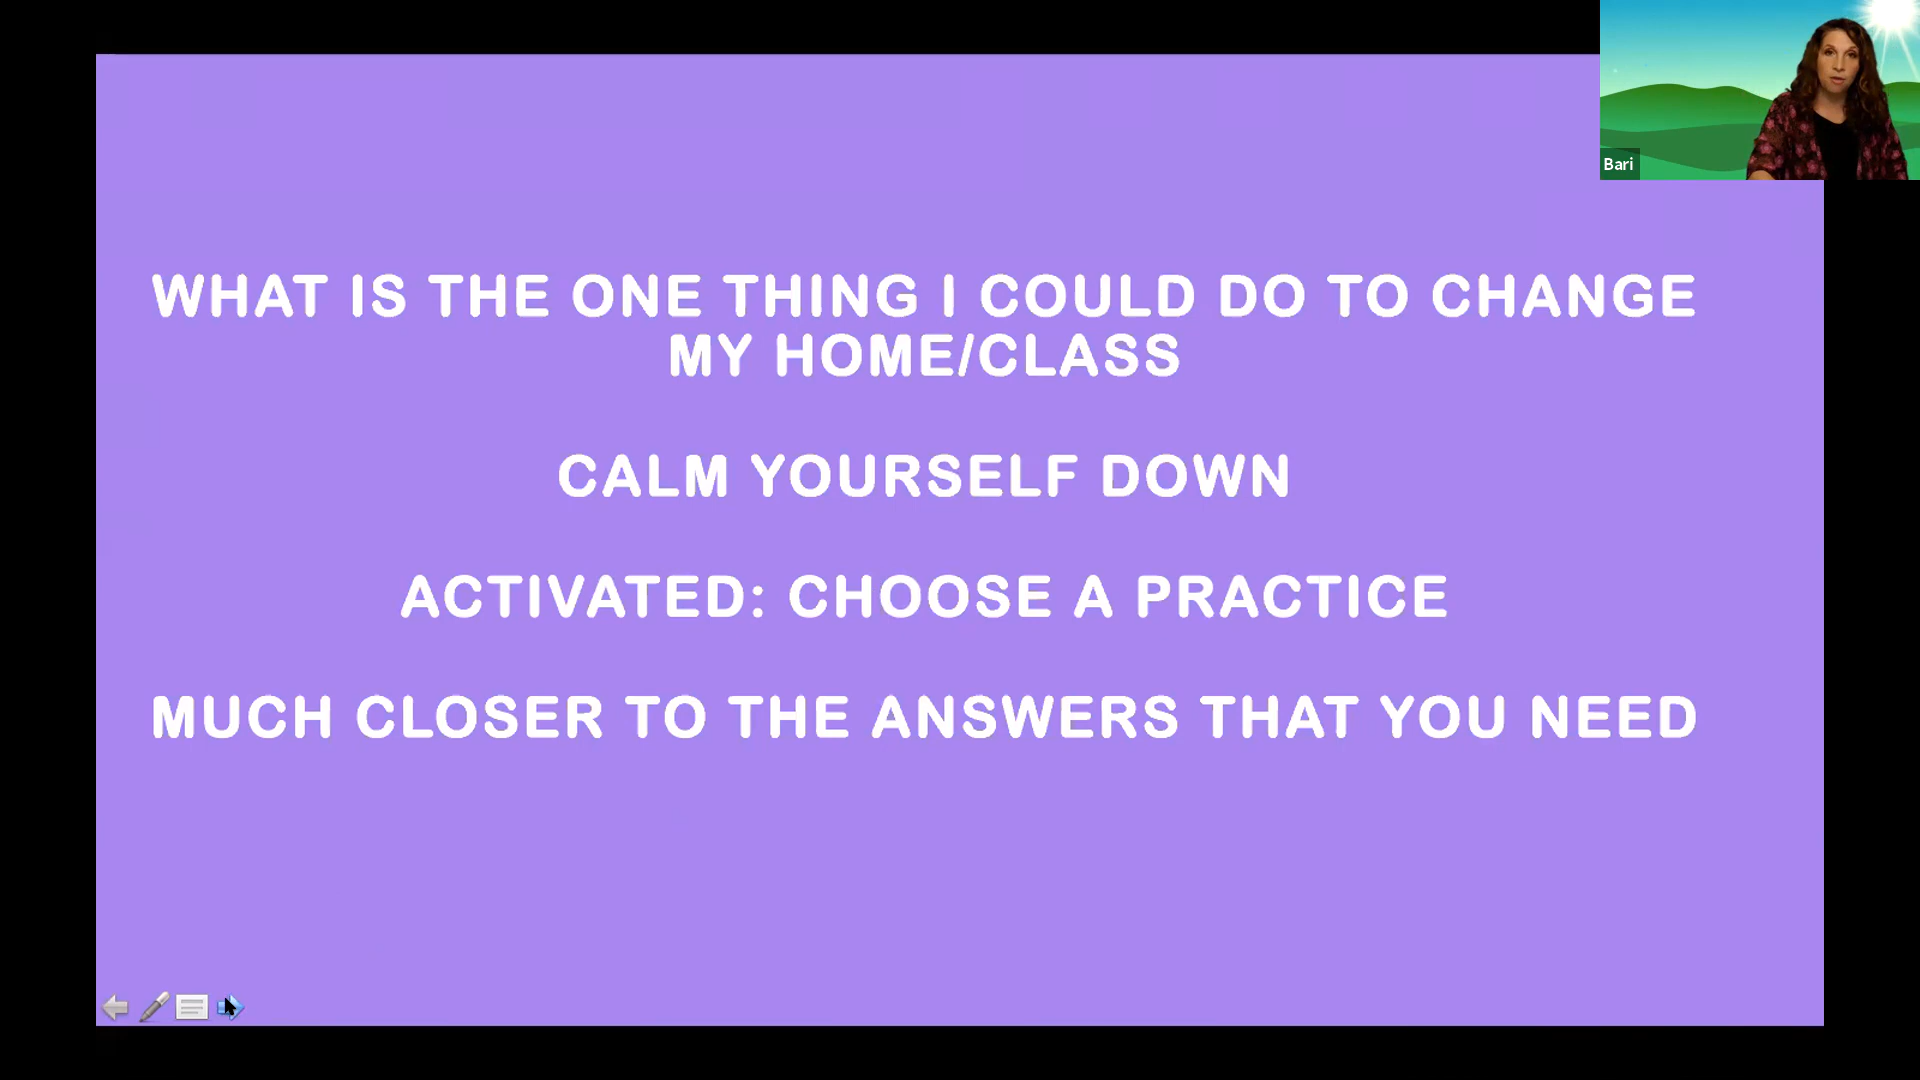 Bari
WHAT IS THE ONE THING I COULD DO TO CHANGE
MY HOME/CLASS
CALM YOURSELF DOWN
ACTIVATED: CHOOSE A PRACTICE
MUCH CLOSER TO THE ANSWERS THAT YOU NEED